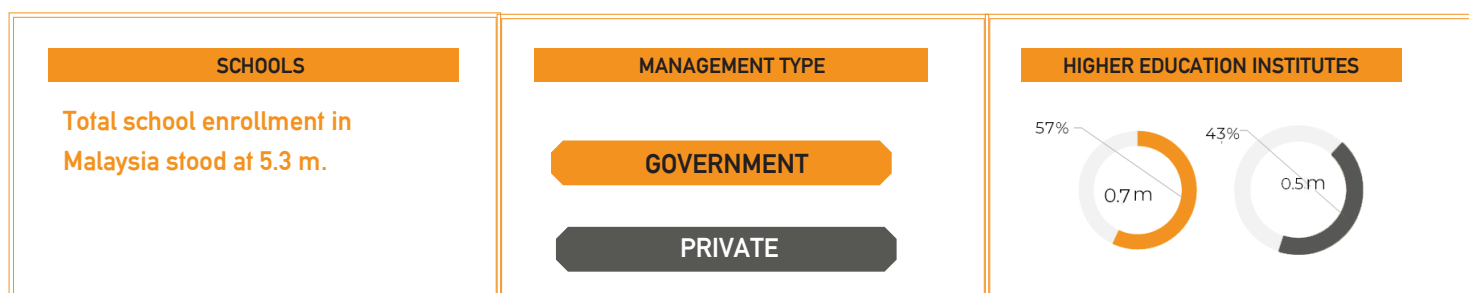 SCHOOLS
Total school enrollment in
Malaysia stood at 5.3 m.
MANAGEMENT TYPE
GOVERNMENT
PRIVATE
HIGHER EDUCATION INSTITUTES
57%
0.7 m
43%
0.5 m